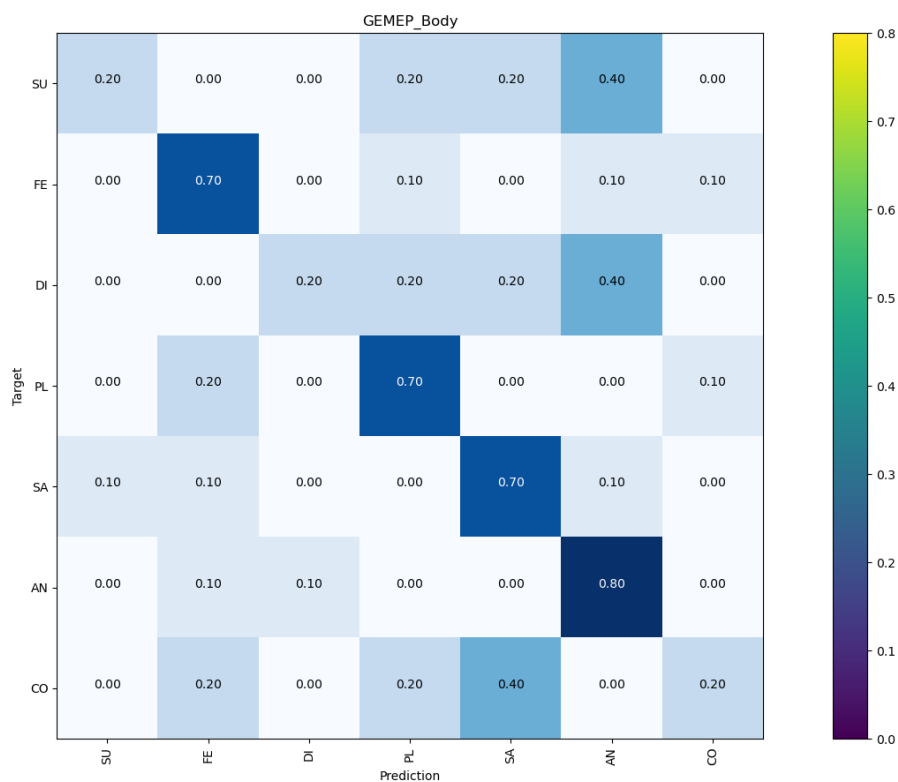 GEMEP_Body
SU 0.20 0.00 0.00 0.20 0.20 0.40 0.00
FE 0.00 0.70 0.00 0.10 0.00 0.10 0.10
DI 0.00 0.00 0.20 0.20 0.20 0.40 0.00
PL 0.00 0.20 0.00 0.70 0.00 0.00 0.10
SA 0.10 0.10 0.00 0.00 0.70 0.10 0.00
AN 0.00 0.10 0.10 0.00 0.00 0.80 0.00
CO 0.00 0.20 0.00 0.20 0.40 0.00 0.20
Target
SU FE DI PL SA AN CO
Prediction
0.8
0.7
0.6
0.5
0.4
0.3
0.2
0.1
0.0